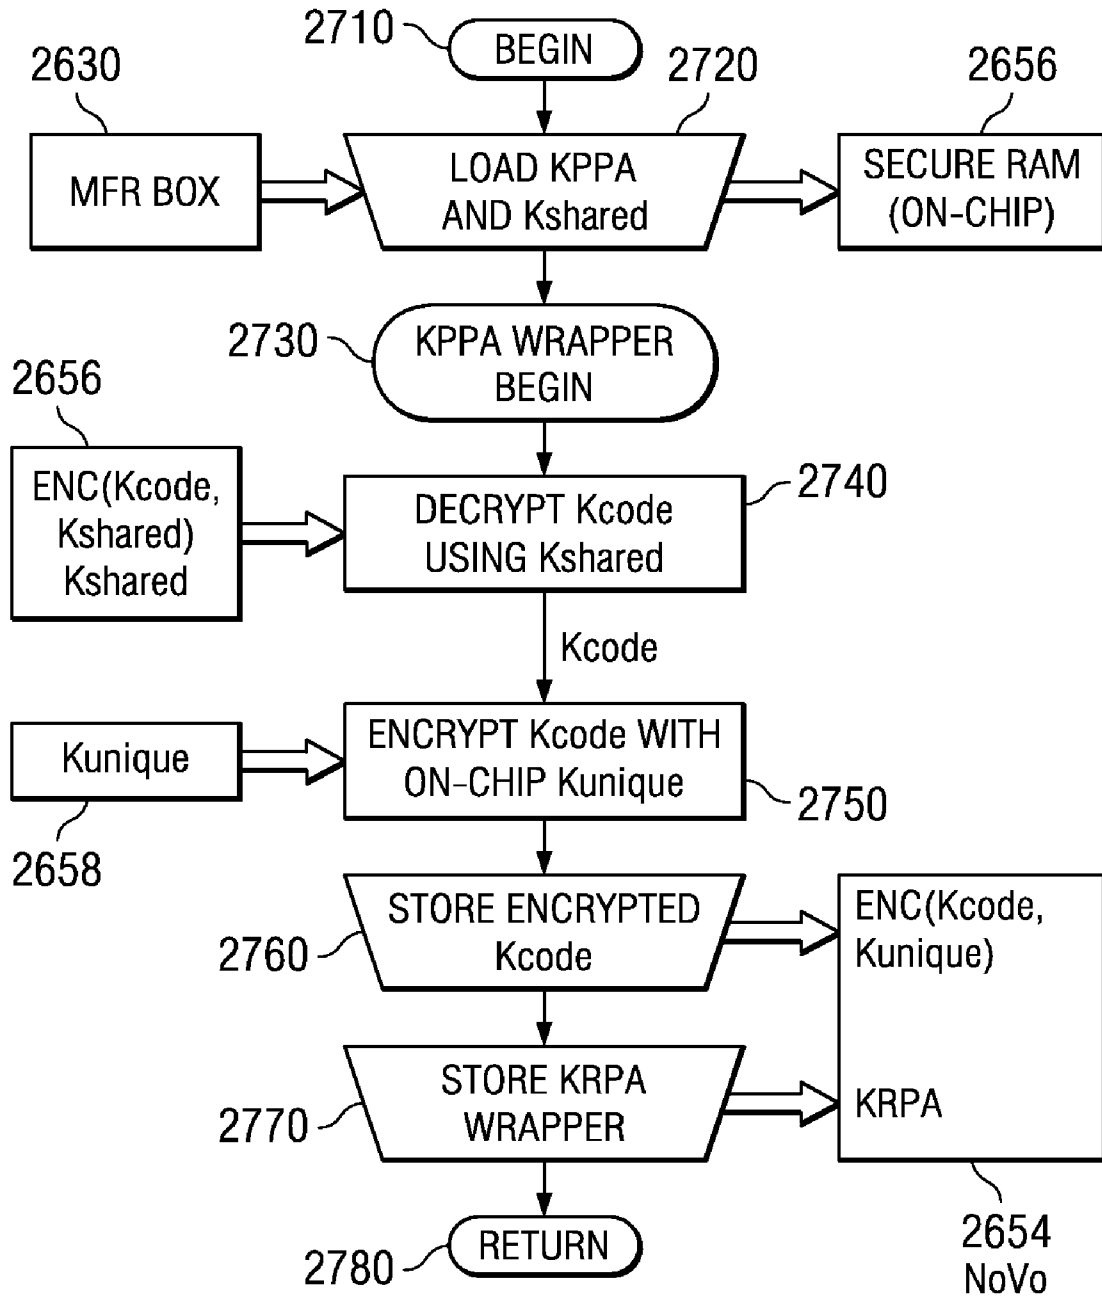 2710
BEGIN
2630
2720
2656
MFR BOX
LOAD KPPA
AND Kshared
SECURE RAM
(ON-CHIP)
2730
KPPA WRAPPER
BEGIN
2656
ENC(Kcode,
Kshared)
Kshared
DECRYPT Kcode
USING Kshared
2740
Kcode
Kunique
2658
ENCRYPT Kcode WITH
ON-CHIP Kunique
2750
STORE ENCRYPTED
Kcode
2760
ENC(Kcode,
Kunique)
STORE KRPA
WRAPPER
2770
KRPA
RETURN
2780
2654
NoVo